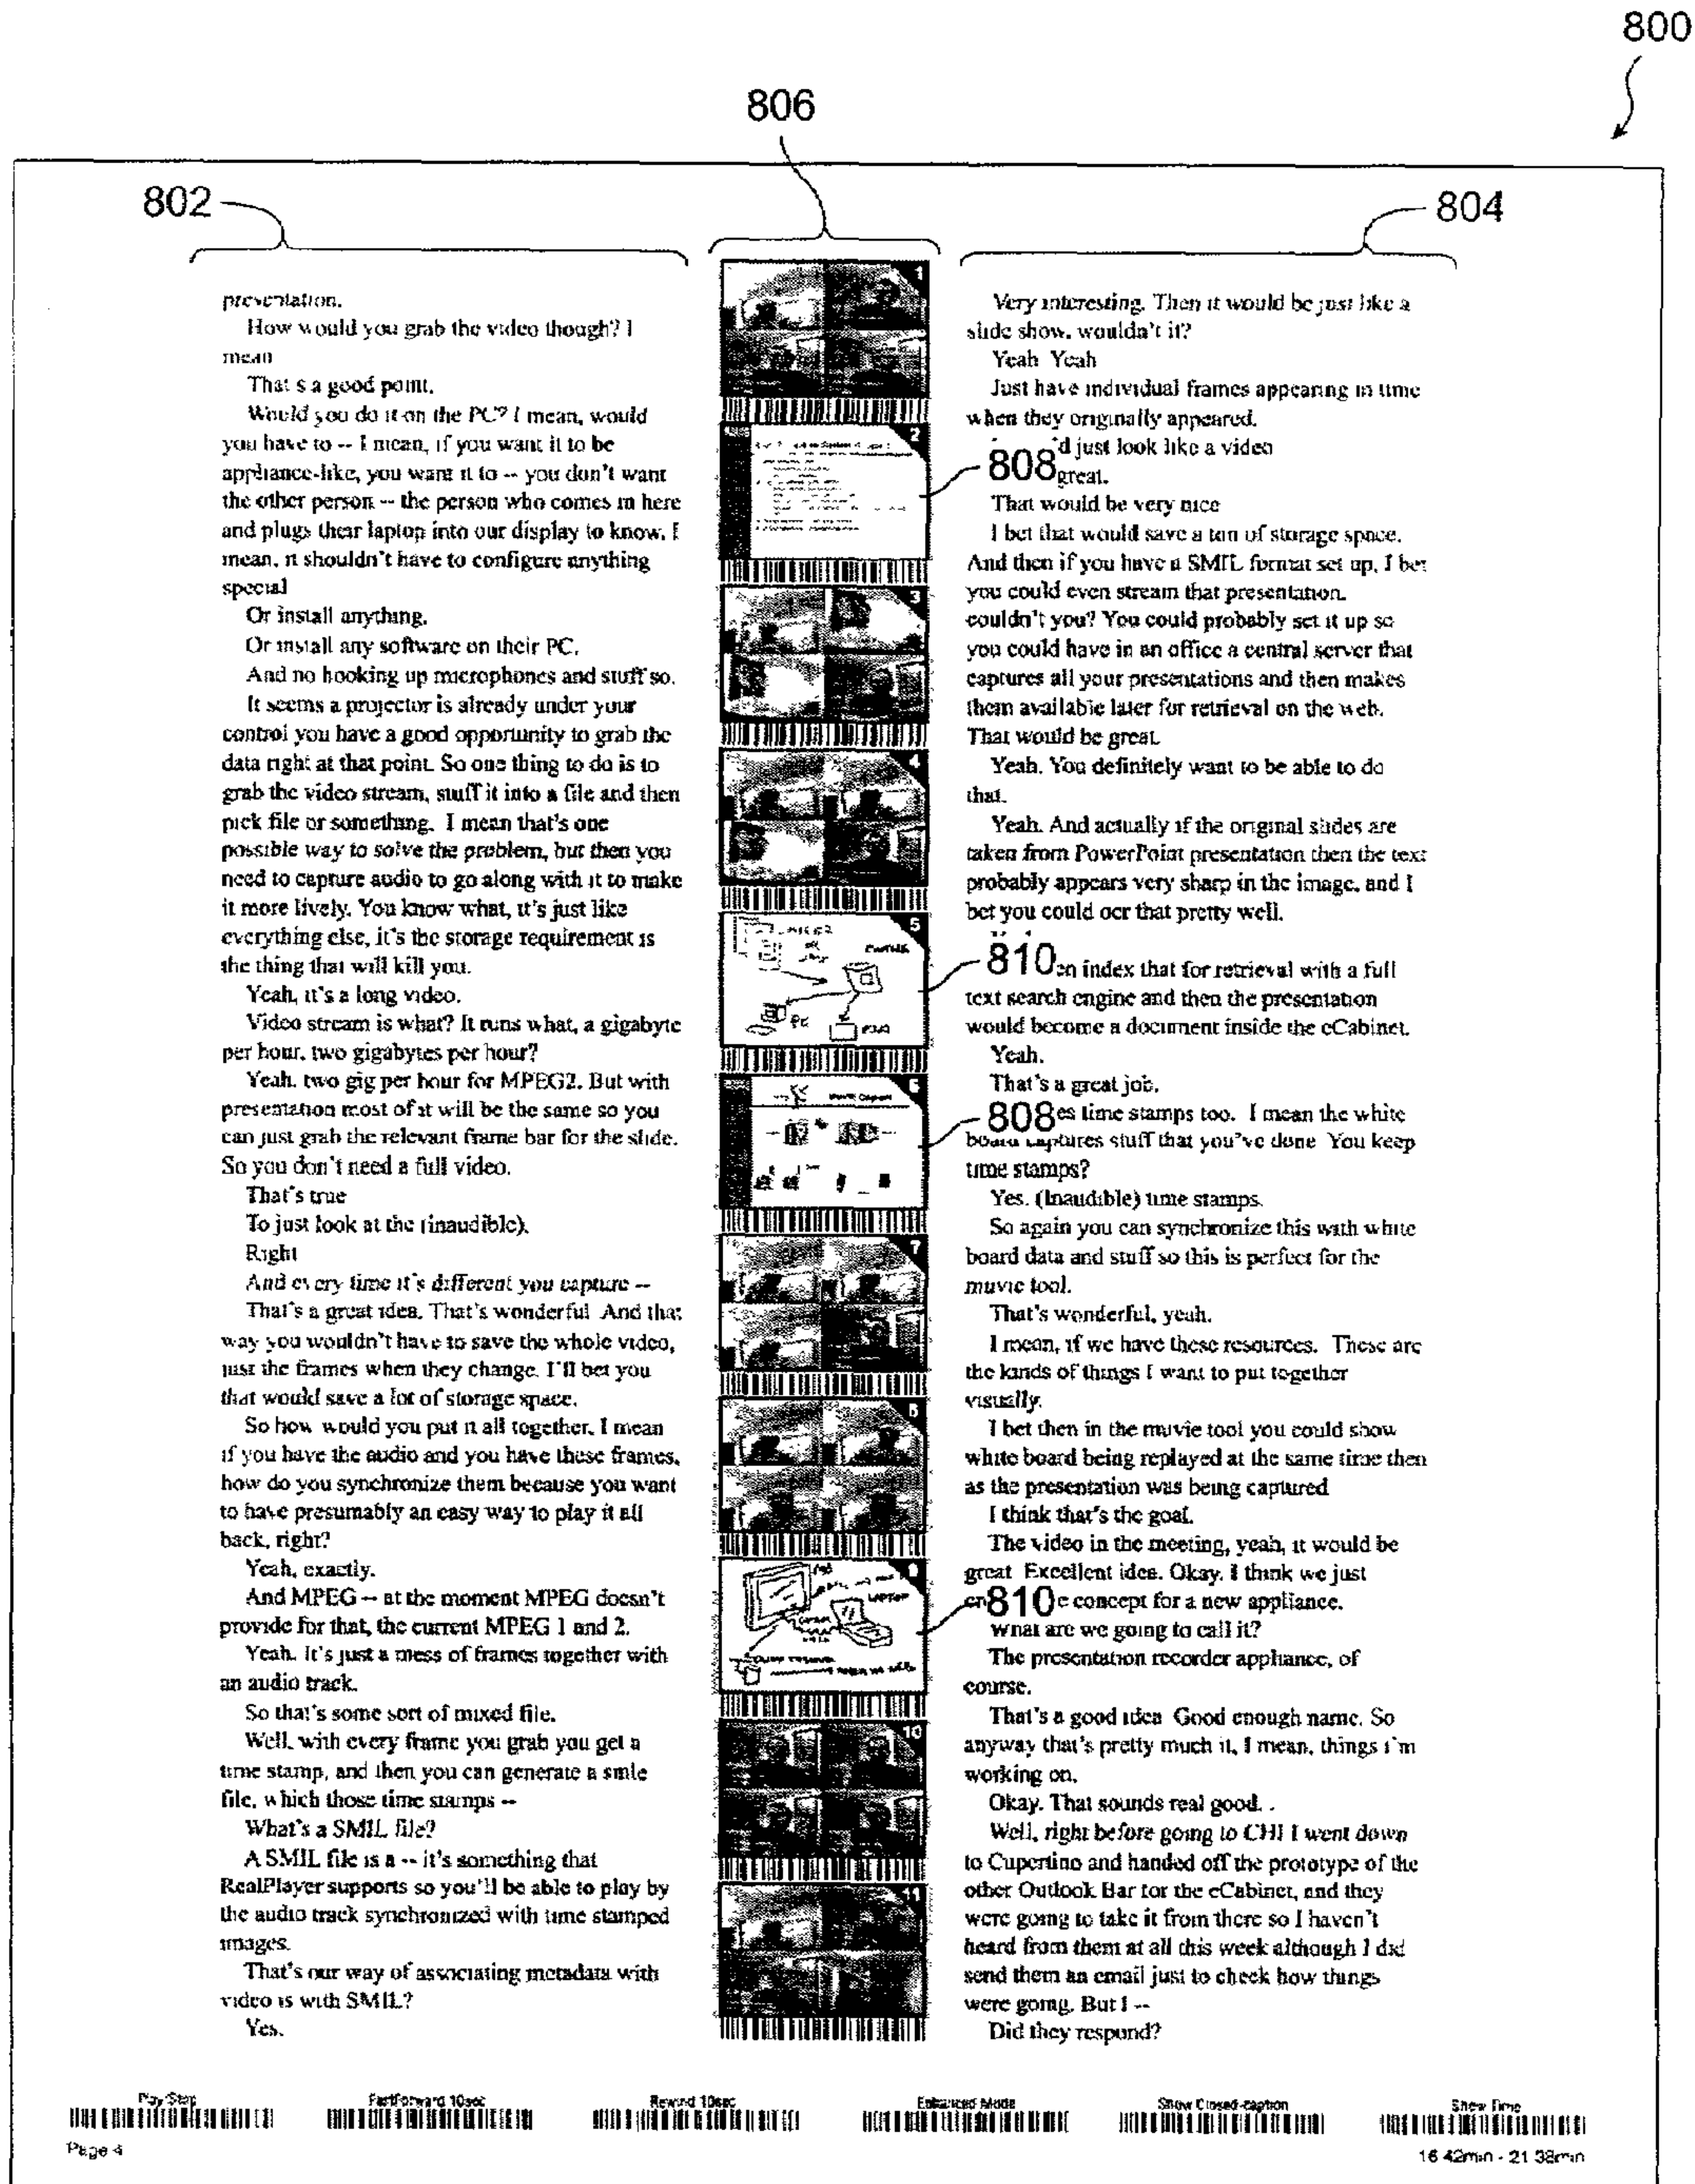 800
806
802
804
presentation.
How would you grab the video though? I
mean
That s a good point.
Would you do it on the PC? I mean, would
you have to -- I mean, if you want it to be
appliance-like, you want it to -- you don't want
the other person -- the person who comes in here
and plugs their laptop into our display to know. I
mean, it shouldn't have to configure anything
special
Or install anything.
Or install any software on their PC.
And no hooking up microphones and stuff so.
It seems a projector is already under your
control you have a good opportunity to grab the
data right at that point. So one thing to do is to
grab the video stream, stuff it into a file and then
pick file or something. I mean that's one
possible way to solve the problem, but then you
need to capture audio to go along with it to make
it more lively. You know what, it's just like
everything else, it's the storage requirement is
the thing that will kill you.
Yeah, it's a long video.
Video stream is what? It runs what, a gigabyte
per hour, two gigabytes per hour?
Yeah, two gig per hour for MPEG2. But with
presentation most of it will be the same so you
can just grab the relevant frame bar for the slide.
So you don't need a full video.
That's true
To just look at the (inaudible).
Right
And every time it's different you capture --
That's a great idea. That's wonderful And that
way you wouldn't have to save the whole video,
just the frames when they change. I'll bet you
that would save a lot of storage space.
So how would you put it all together. I mean
if you have the audio and you have these frames,
how do you synchronize them because you want
to have presumably an easy way to play it all
back, right?
Yeah, exactly.
And MPEG -- at the moment MPEG doesn't
provide for that, the current MPEG 1 and 2.
Yeah. It's just a mess of frames together with
an audio track.
So that's some sort of mixed file.
Well, with every frame you grab you get a
time stamp, and then you can generate a smle
file, which those time stamps --
What's a SMIL file?
A SMIL file is a -- it's something that
RealPlayer supports so you'll be able to play by
the audio track synchronized with time stamped
images.
That's our way of associating metadata with
video is with SMIL?
Yes.
1
2
3
4
5
PC
6
7
8
9
LAPTOP
10
11
Very interesting. Then it would be just like a
slide show, wouldn't it?
Yeah Yeah
Just have individual frames appearing in time
when they originally appeared.
'd just look like a video
808
great.
That would be very nice
I bet that would save a ton of storage space.
And then if you have a SMIL format set up, I bet
you could even stream that presentation.
couldn't you? You could probably set it up so
you could have in an office a central server that
captures all your presentations and then makes
them available later for retrieval on the web.
That would be great.
Yeah. You definitely want to be able to do
that.
Yeah. And actually if the original slides are
taken from PowerPoint presentation then the text
probably appears very sharp in the image, and I
bet you could ocr that pretty well.
810 en index that for retrieval with a full
text search engine and then the presentation
would become a document inside the eCabinet.
Yeah.
That's a great job.
808 es time stamps too. I mean the white
board captures stuff that you've done You keep
time stamps?
Yes. (Inaudible) time stamps.
So again you can synchronize this with white
board data and stuff so this is perfect for the
muvie tool.
That's wonderful, yeah.
I mean, if we have these resources. These are
the kinds of things I want to put together
visually.
I bet then in the muvie tool you could show
white board being replayed at the same time then
as the presentation was being captured
I think that's the goal.
The video in the meeting, yeah, it would be
great Excellent idea. Okay. I think we just
810 e concept for a new appliance.
What are we going to call it?
The presentation recorder appliance, of
course.
That's a good idea Good enough name. So
anyway that's pretty much it, I mean, things i'm
working on.
Okay. That sounds real good. .
Well, right before going to CHI I went down
to Cupertino and handed off the prototype of the
other Outlook Bar for the eCabinet, and they
were going to take it from there so I haven't
heard from them at all this week although I did
send them an email just to check how things
were going. But I --
Did they respond?
Play Stop FastForward 10sec Rewind 10sec Enhanced Mode Show Closed-caption Show Time
Page 4
16 42min - 21 38min